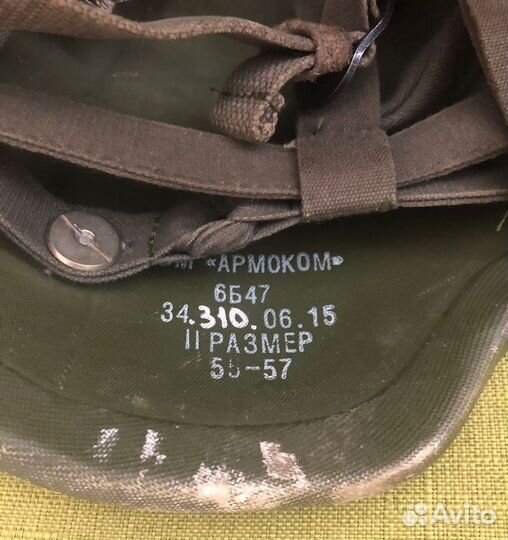 «АРМОКОМ»
6Б47
34.310.06.15
II РАЗМЕР
55-57
Avito